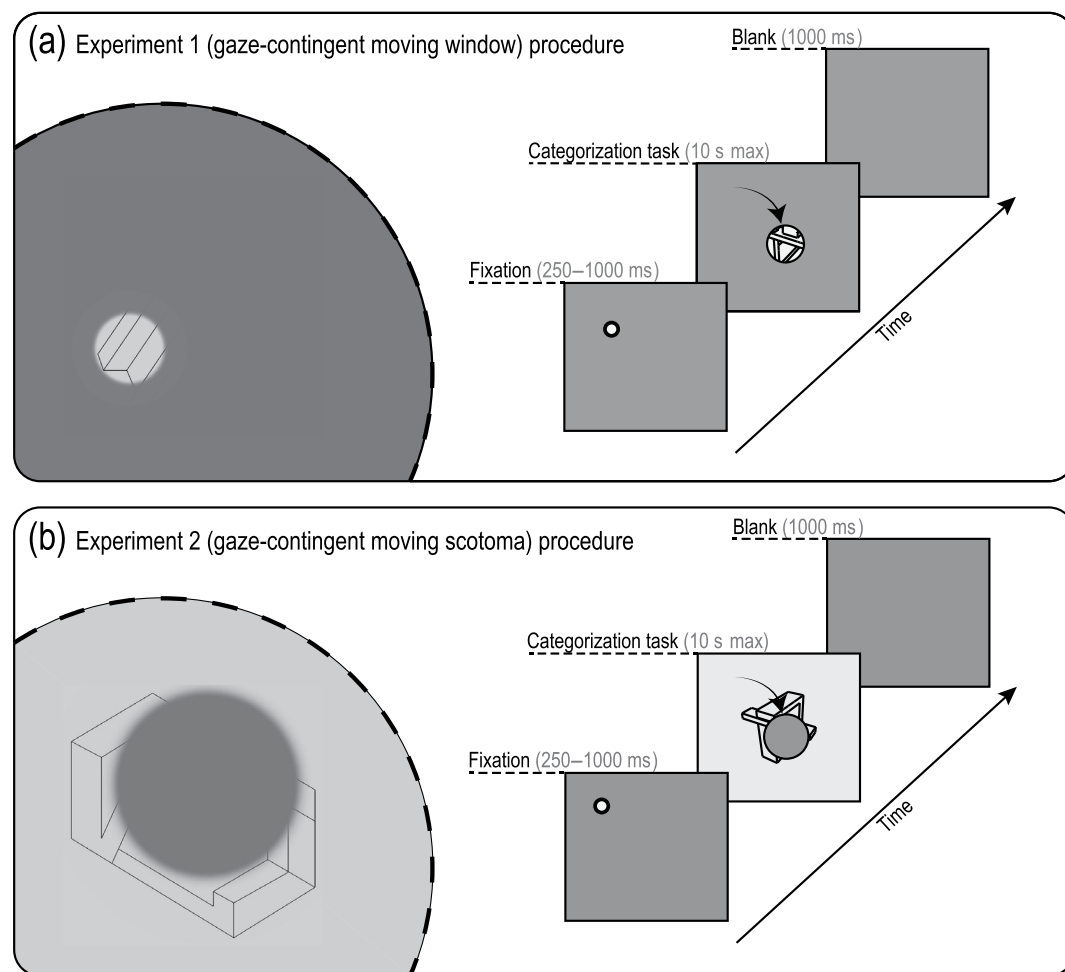 (a) Experiment 1 (gaze-contingent moving window) procedure
Blank (1000 ms)
Categorization task (10 s max)
Fixation (250–1000 ms)
Time
(b) Experiment 2 (gaze-contingent moving scotoma) procedure
Blank (1000 ms)
Categorization task (10 s max)
Fixation (250–1000 ms)
Time